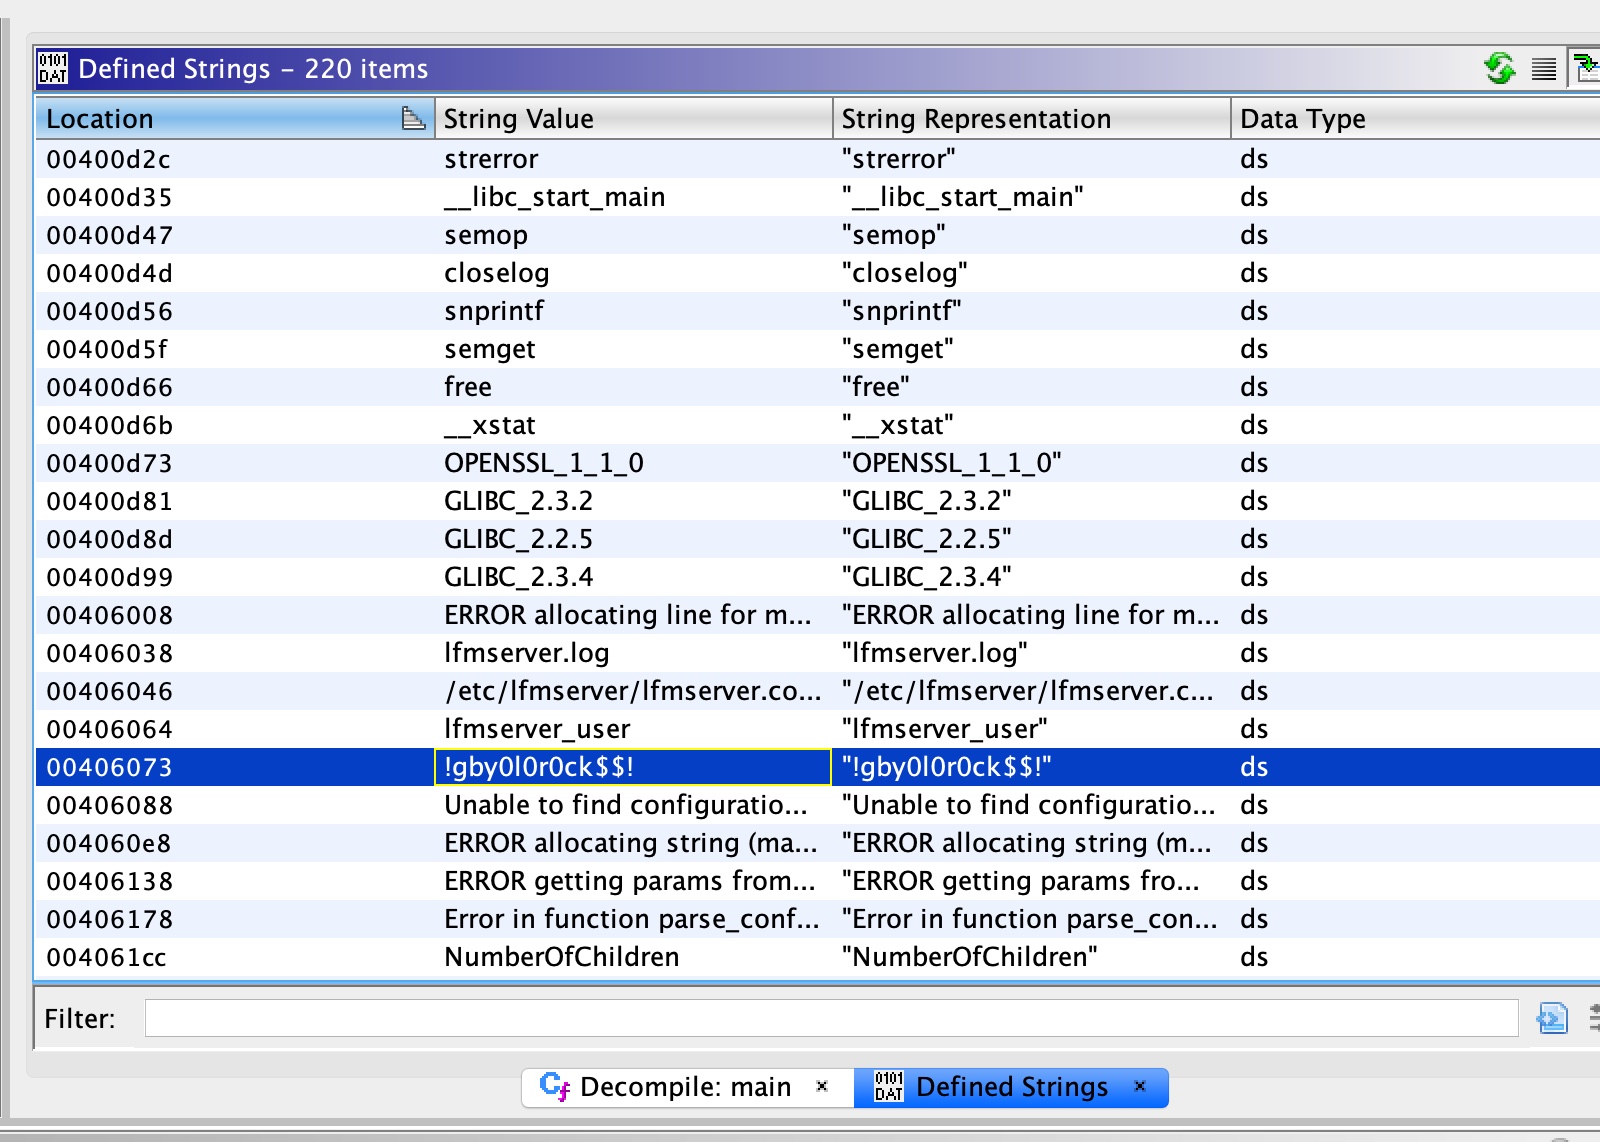 0101
DAT Defined Strings – 220 items
Location String Value String Representation Data Type
00400d2c strerror "strerror" ds
00400d35 __libc_start_main "__libc_start_main" ds
00400d47 semop "semop" ds
00400d4d closelog "closelog" ds
00400d56 snprintf "snprintf" ds
00400d5f semget "semget" ds
00400d66 free "free" ds
00400d6b __xstat "__xstat" ds
00400d73 OPENSSL_1_1_0 "OPENSSL_1_1_0" ds
00400d81 GLIBC_2.3.2 "GLIBC_2.3.2" ds
00400d8d GLIBC_2.2.5 "GLIBC_2.2.5" ds
00400d99 GLIBC_2.3.4 "GLIBC_2.3.4" ds
00406008 ERROR allocating line for m... "ERROR allocating line for m... ds
00406038 lfmserver.log "lfmserver.log" ds
00406046 /etc/lfmserver/lfmserver.co... "/etc/lfmserver/lfmserver.c... ds
00406064 lfmserver_user "lfmserver_user" ds
00406073 !gby0l0r0ck$$! "!gby0l0r0ck$$!" ds
00406088 Unable to find configuratio... "Unable to find configuratio... ds
004060e8 ERROR allocating string (ma... "ERROR allocating string (m... ds
00406138 ERROR getting params from... "ERROR getting params fro... ds
00406178 Error in function parse_conf... "Error in function parse_con... ds
004061cc NumberOfChildren "NumberOfChildren" ds
Filter:
Cf Decompile: main × 0101 DAT Defined Strings ×